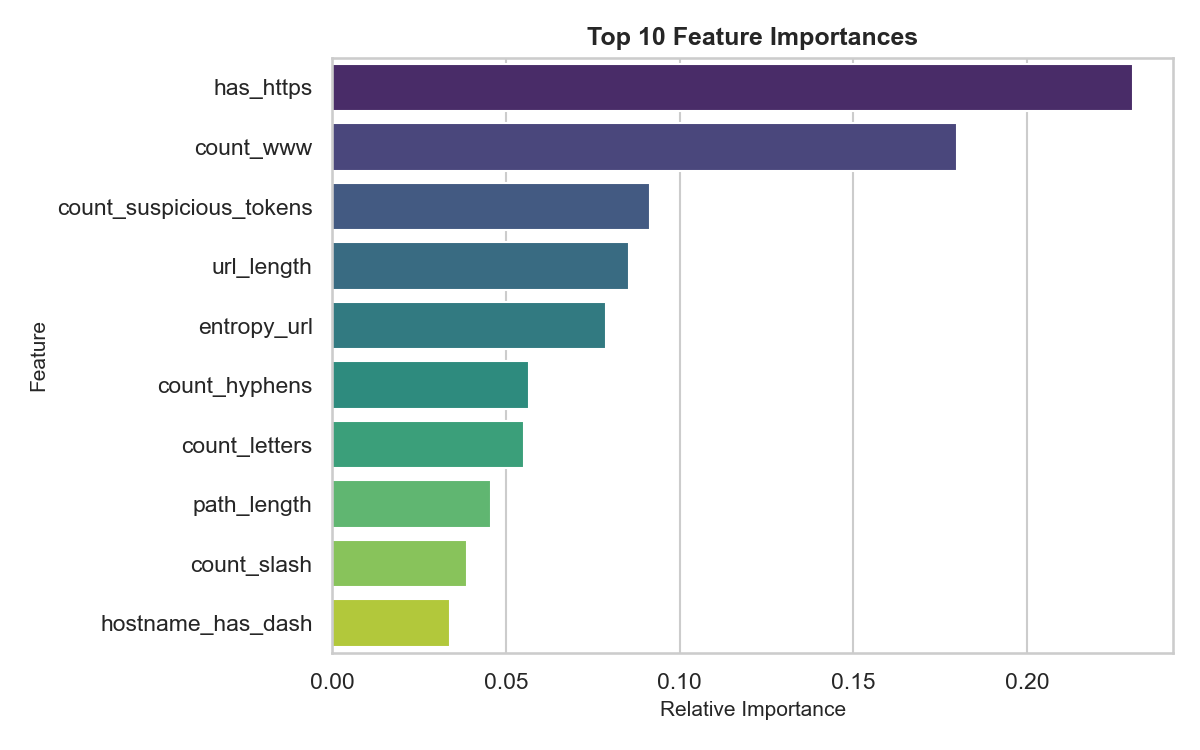 Top 10 Feature Importances
has_https
count_www
count_suspicious_tokens
url_length
entropy_url
count_hyphens
count_letters
path_length
count_slash
hostname_has_dash
Feature
0.00 0.05 0.10 0.15 0.20
Relative Importance